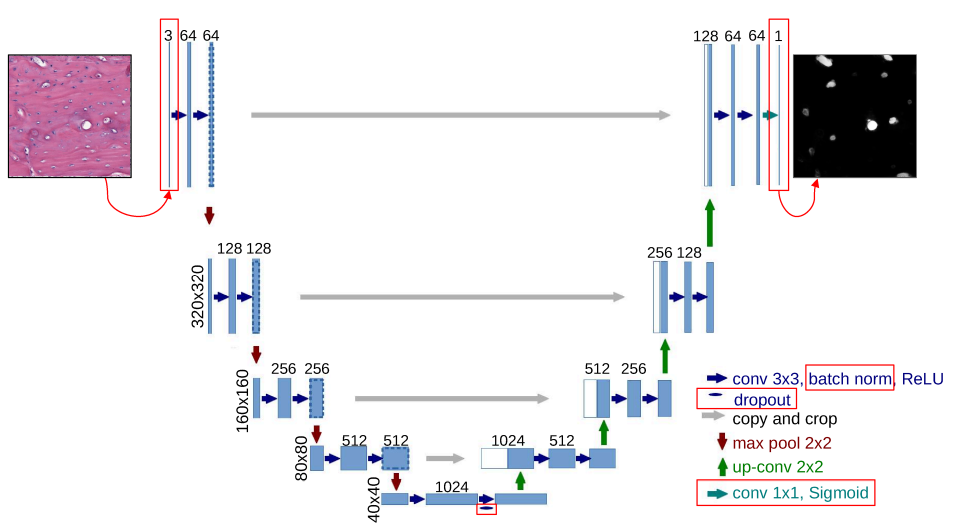 3 64 64
128 64 64 1
320x320
128 128
256 128
160x160
256 256
512 256
80x80
512 512
1024 512
40x40
1024
conv 3x3, batch norm, ReLU
dropout
copy and crop
max pool 2x2
up-conv 2x2
conv 1x1, Sigmoid